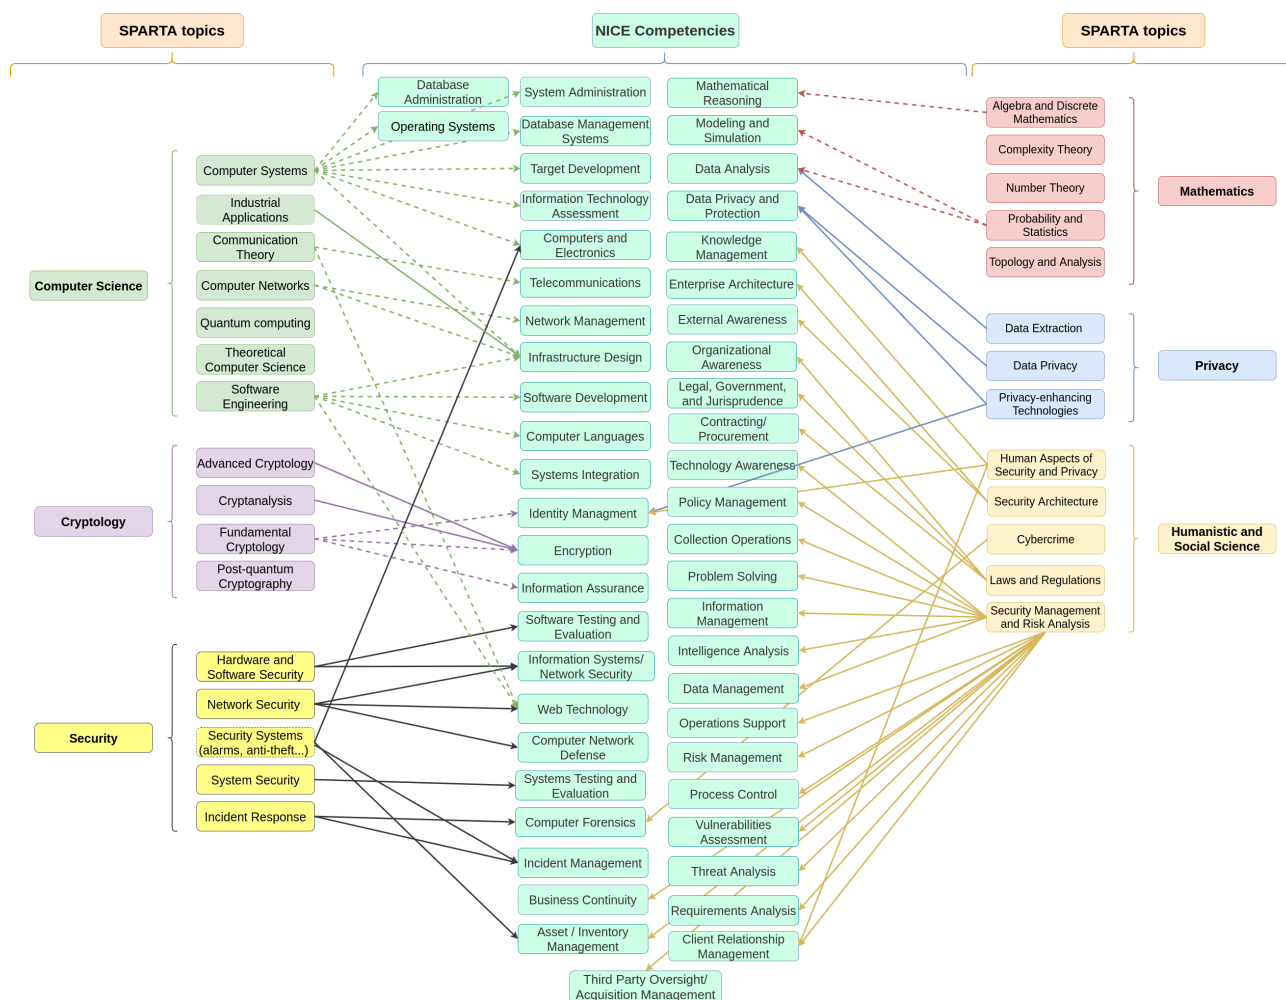 SPARTA topics
NICE Competencies
SPARTA topics
Computer Science
Computer Systems
Industrial
Applications
Communication
Theory
Computer Networks
Quantum computing
Theoretical
Computer Science
Software
Engineering
Cryptology
Advanced Cryptology
Cryptanalysis
Fundamental
Cryptology
Post-quantum
Cryptography
Security
Hardware and
Software Security
Network Security
Security Systems
(alarms, anti-theft...)
System Security
Incident Response
Database
Administration
Operating Systems
System Administration
Database Management
Systems
Target Development
Information Technology
Assessment
Computers and
Electronics
Telecommunications
Network Management
Infrastructure Design
Software Development
Computer Languages
Systems Integration
Identity Managment
Encryption
Information Assurance
Software Testing and
Evaluation
Information Systems/
Network Security
Web Technology
Computer Network
Defense
Systems Testing and
Evaluation
Computer Forensics
Incident Management
Business Continuity
Asset / Inventory
Management
Third Party Oversight/
Acquisition Management
Mathematical
Reasoning
Modeling and
Simulation
Data Analysis
Data Privacy and
Protection
Knowledge
Management
Enterprise Architecture
External Awareness
Organizational
Awareness
Legal, Government,
and Jurisprudence
Contracting/
Procurement
Technology Awareness
Policy Management
Collection Operations
Problem Solving
Information
Management
Intelligence Analysis
Data Management
Operations Support
Risk Management
Process Control
Vulnerabilities
Assessment
Threat Analysis
Requirements Analysis
Client Relationship
Management
Algebra and Discrete
Mathematics
Complexity Theory
Number Theory
Probability and
Statistics
Topology and Analysis
Mathematics
Data Extraction
Data Privacy
Privacy-enhancing
Technologies
Privacy
Human Aspects of
Security and Privacy
Security Architecture
Cybercrime
Laws and Regulations
Security Management
and Risk Analysis
Humanistic and
Social Science